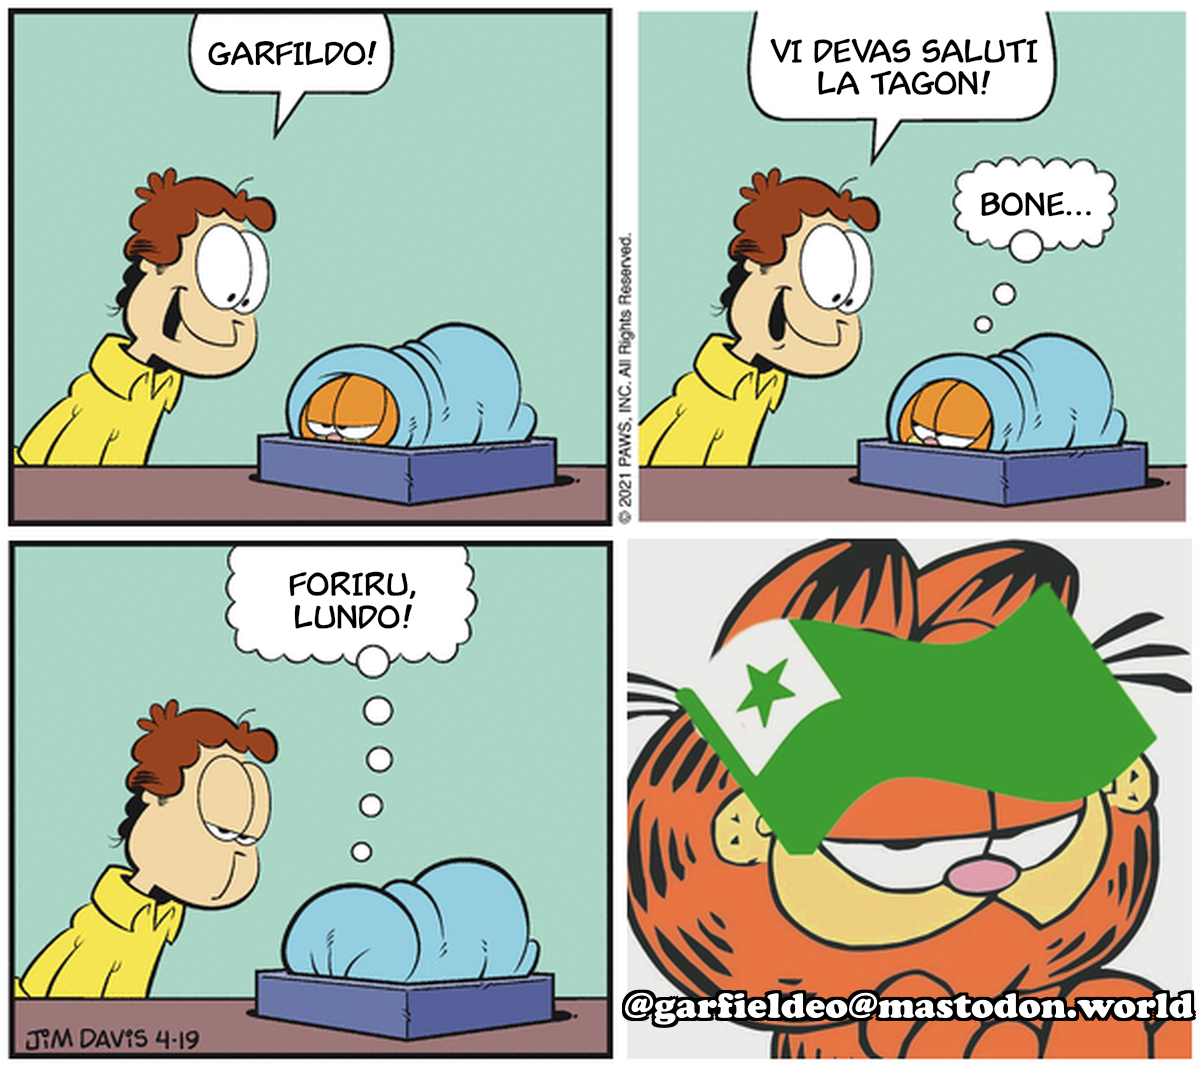 GARFILDO!
VI DEVAS SALUTI
LA TAGON!
BONE...
© 2021 PAWS, INC. All Rights Reserved.
FORIRU,
LUNDO!
JiM DAViS 4-19
@garfieldeo@mastodon.world